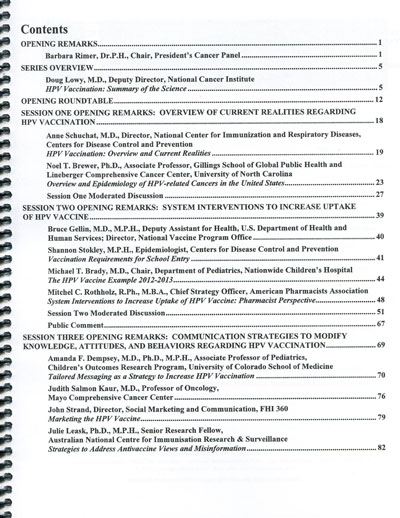 Contents
OPENING REMARKS 1
Barbara Rimer, Dr.P.H., Chair, President's Cancer Panel 1
SERIES OVERVIEW 5
Doug Lowy, M.D., Deputy Director, National Cancer Institute
HPV Vaccination: Summary of the Science 5
OPENING ROUNDTABLE 12
SESSION ONE OPENING REMARKS: OVERVIEW OF CURRENT REALITIES REGARDING
HPV VACCINATION 18
Anne Schuchat, M.D., Director, National Center for Immunization and Respiratory Diseases,
Centers for Disease Control and Prevention
HPV Vaccination: Overview and Current Realities 19
Noel T. Brewer, Ph.D., Associate Professor, Gillings School of Global Public Health and
Lineberger Comprehensive Cancer Center, University of North Carolina
Overview and Epidemiology of HPV-related Cancers in the United States 23
Session One Moderated Discussion 27
SESSION TWO OPENING REMARKS: SYSTEM INTERVENTIONS TO INCREASE UPTAKE
OF HPV VACCINE 39
Bruce Gellin, M.D., M.P.H., Deputy Assistant for Health, U.S. Department of Health and
Human Services; Director, National Vaccine Program Office 40
Shannon Stokley, M.P.H., Epidemiologist, Centers for Disease Control and Prevention
Vaccination Requirements for School Entry 41
Michael T. Brady, M.D., Chair, Department of Pediatrics, Nationwide Children's Hospital
The HPV Vaccine Example 2012-2013 44
Mitchel C. Rothholz, R.Ph., M.B.A., Chief Strategy Officer, American Pharmacists Association
System Interventions to Increase Uptake of HPV Vaccine: Pharmacist Perspective 48
Session Two Moderated Discussion 51
Public Comment 67
SESSION THREE OPENING REMARKS: COMMUNICATION STRATEGIES TO MODIFY
KNOWLEDGE, ATTITUDES, AND BEHAVIORS REGARDING HPV VACCINATION 69
Amanda F. Dempsey, M.D., Ph.D., M.P.H., Associate Professor of Pediatrics,
Children's Outcomes Research Program, University of Colorado School of Medicine
Tailored Messaging as a Strategy to Increase HPV Vaccination 70
Judith Salmon Kaur, M.D., Professor of Oncology,
Mayo Comprehensive Cancer Center 76
John Strand, Director, Social Marketing and Communication, FHI 360
Marketing the HPV Vaccine 79
Julie Leask, Ph.D., M.P.H., Senior Research Fellow,
Australian National Centre for Immunisation Research & Surveillance
Strategies to Address Antivaccine Views and Misinformation 82